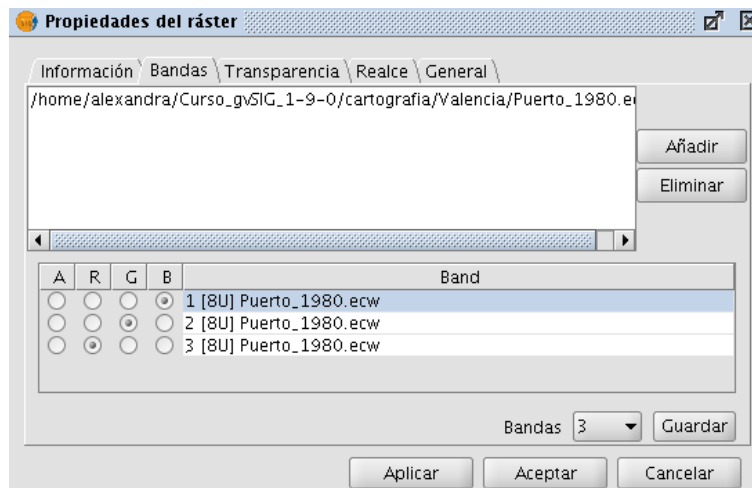 Propiedades del ráster
Información Bandas Transparencia Realce General
/home/alexandra/Curso_gvSIG_1-9-0/cartografia/Valencia/Puerto_1980.e
Añadir
Eliminar
A R G B Band
1 [8U] Puerto_1980.ecw
2 [8U] Puerto_1980.ecw
3 [8U] Puerto_1980.ecw
Bandas 3 Guardar
Aplicar Aceptar Cancelar